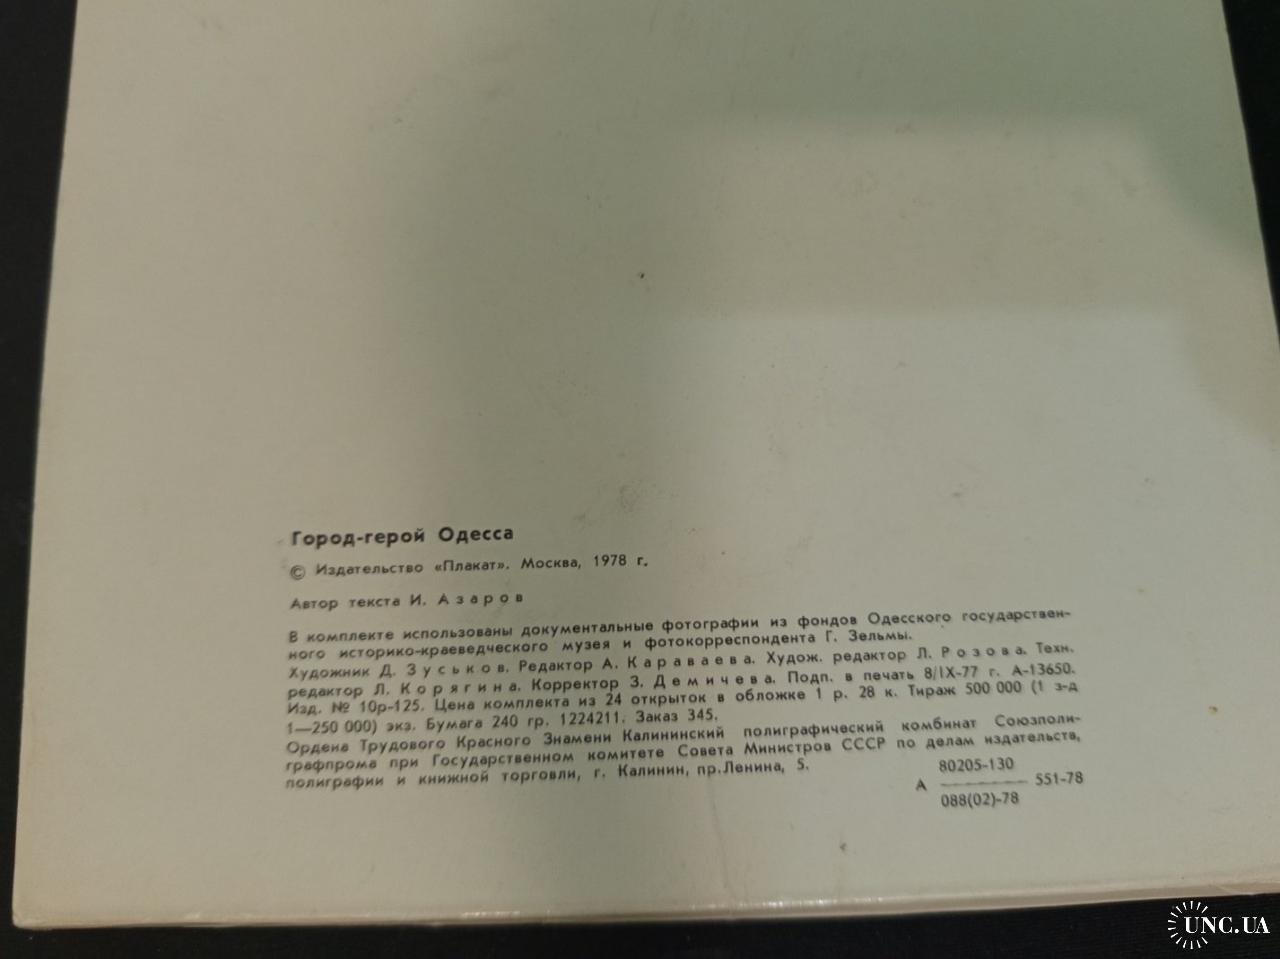 Город-герой Одесса
© Издательство «Плакат». Москва, 1978 г.
Автор текста И. Азаров
В комплекте использованы документальные фотографии из фондов Одесского государствен-
ного историко-краеведческого музея и фотокорреспондента Г. Зельмы.
Художник Д. Зуськов. Редактор А. Караваева. Худож. редактор Л. Розова. Техн.
редактор Л. Корягина. Корректор З. Демичева. Подп. в печать 8/IX-77 г. А-13650.
Изд. № 10р-125. Цена комплекта из 24 открыток в обложке 1 р. 28 к. Тираж 500 000 (1 з-д
1—250 000) экз. Бумага 240 гр. 1224211. Заказ 345.
Ордена Трудового Красного Знамени Калининский полиграфический комбинат Союзполи-
графпрома при Государственном комитете Совета Министров СССР по делам издательств,
полиграфии и книжной торговли, г. Калинин, пр.Ленина, 5.
80205-130
А 551-78
088(02)-78
UNC.UA